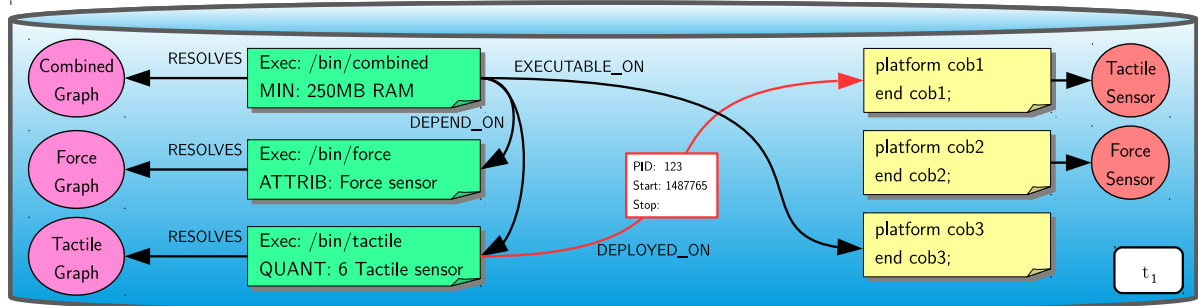 Combined
Graph
RESOLVES
Exec: /bin/combined
MIN: 250MB RAM
EXECUTABLE_ON
platform cob1
end cob1;
Tactile
Sensor
DEPEND_ON
Force
Graph
RESOLVES
Exec: /bin/force
ATTRIB: Force sensor
PID: 123
Start: 1487765
Stop:
platform cob2
end cob2;
Force
Sensor
Tactile
Graph
RESOLVES
Exec: /bin/tactile
QUANT: 6 Tactile sensor
DEPLOYED_ON
platform cob3
end cob3;
t1